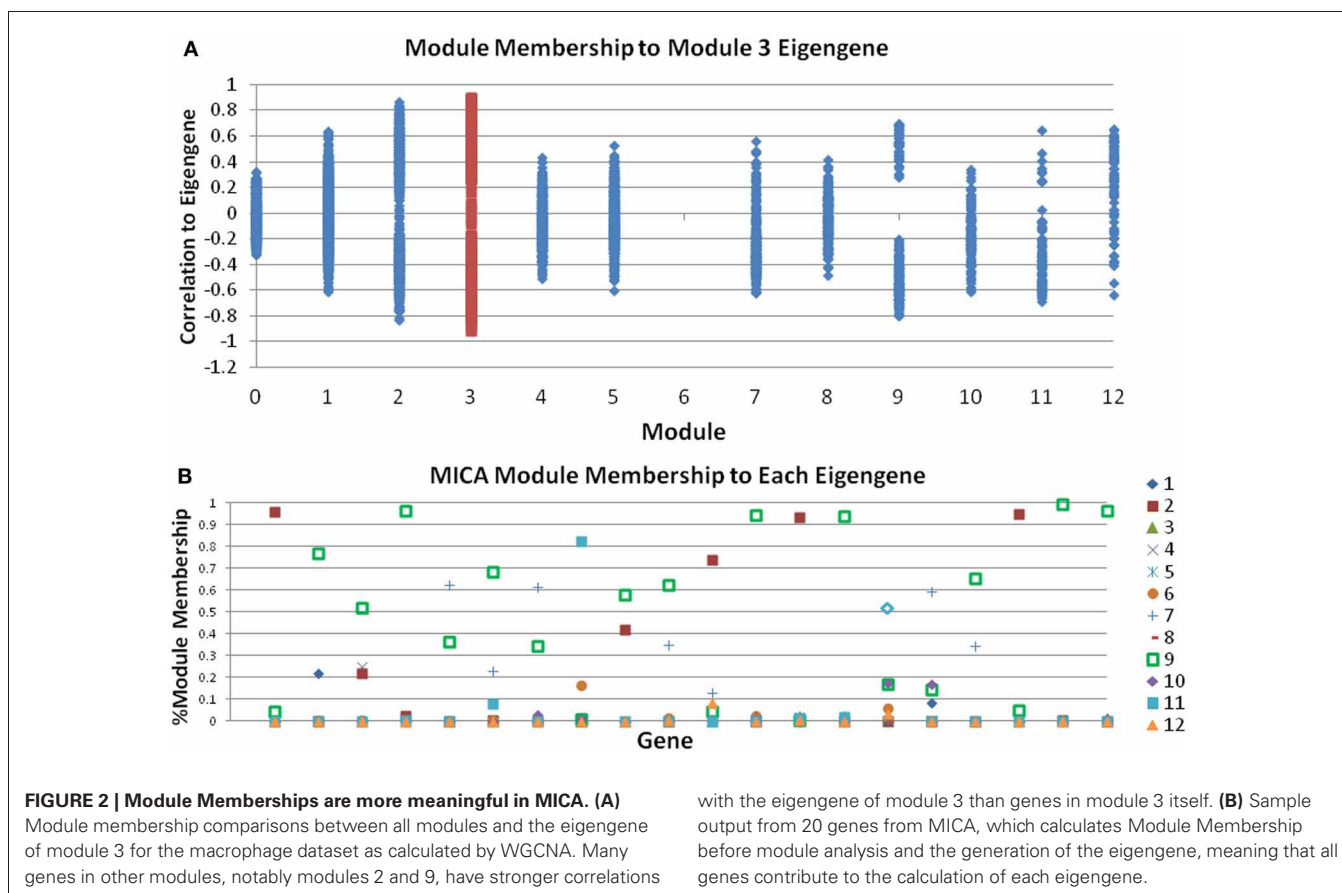 A
Module Membership to Module 3 Eigengene
Correlation to Eigengene
1
0.8
0.6
0.4
0.2
0
-0.2
-0.4
-0.6
-0.8
-1
-1.2
0 1 2 3 4 5 6 7 8 9 10 11 12
Module
B
MICA Module Membership to Each Eigengene
%Module Membership
1
0.9
0.8
0.7
0.6
0.5
0.4
0.3
0.2
0.1
0
Gene
1
2
3
4
5
6
7
8
9
10
11
12
FIGURE 2 | Module Memberships are more meaningful in MICA. (A)
Module membership comparisons between all modules and the eigengene
of module 3 for the macrophage dataset as calculated by WGCNA. Many
genes in other modules, notably modules 2 and 9, have stronger correlations
with the eigengene of module 3 than genes in module 3 itself. (B) Sample
output from 20 genes from MICA, which calculates Module Membership
before module analysis and the generation of the eigengene, meaning that all
genes contribute to the calculation of each eigengene.